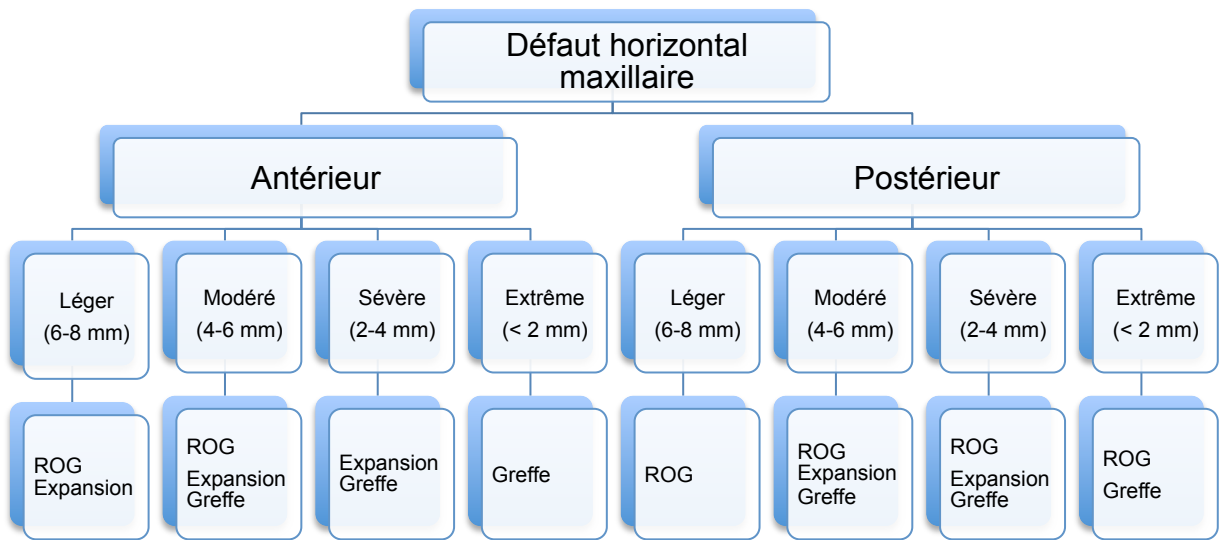 Défaut horizontal
maxillaire
Antérieur
Postérieur
Léger
(6-8 mm)
Modéré
(4-6 mm)
Sévère
(2-4 mm)
Extrême
(< 2 mm)
Léger
(6-8 mm)
Modéré
(4-6 mm)
Sévère
(2-4 mm)
Extrême
(< 2 mm)
ROG
Expansion
ROG
Expansion
Greffe
Expansion
Greffe
Greffe
ROG
ROG
Expansion
Greffe
ROG
Expansion
Greffe
ROG
Greffe